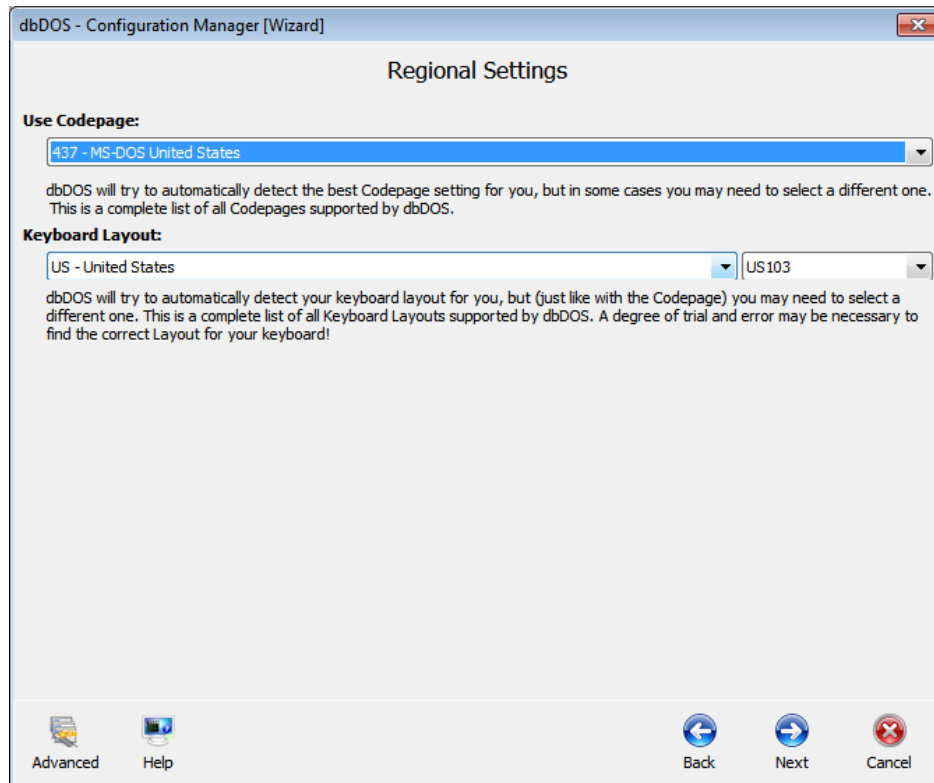 dbDOS - Configuration Manager [Wizard]
Regional Settings
Use Codepage:
437 - MS-DOS United States
dbDOS will try to automatically detect the best Codepage setting for you, but in some cases you may need to select a different one.
This is a complete list of all Codepages supported by dbDOS.
Keyboard Layout:
US - United States US103
dbDOS will try to automatically detect your keyboard layout for you, but (just like with the Codepage) you may need to select a
different one. This is a complete list of all Keyboard Layouts supported by dbDOS. A degree of trial and error may be necessary to
find the correct Layout for your keyboard!
Advanced Help Back Next Cancel